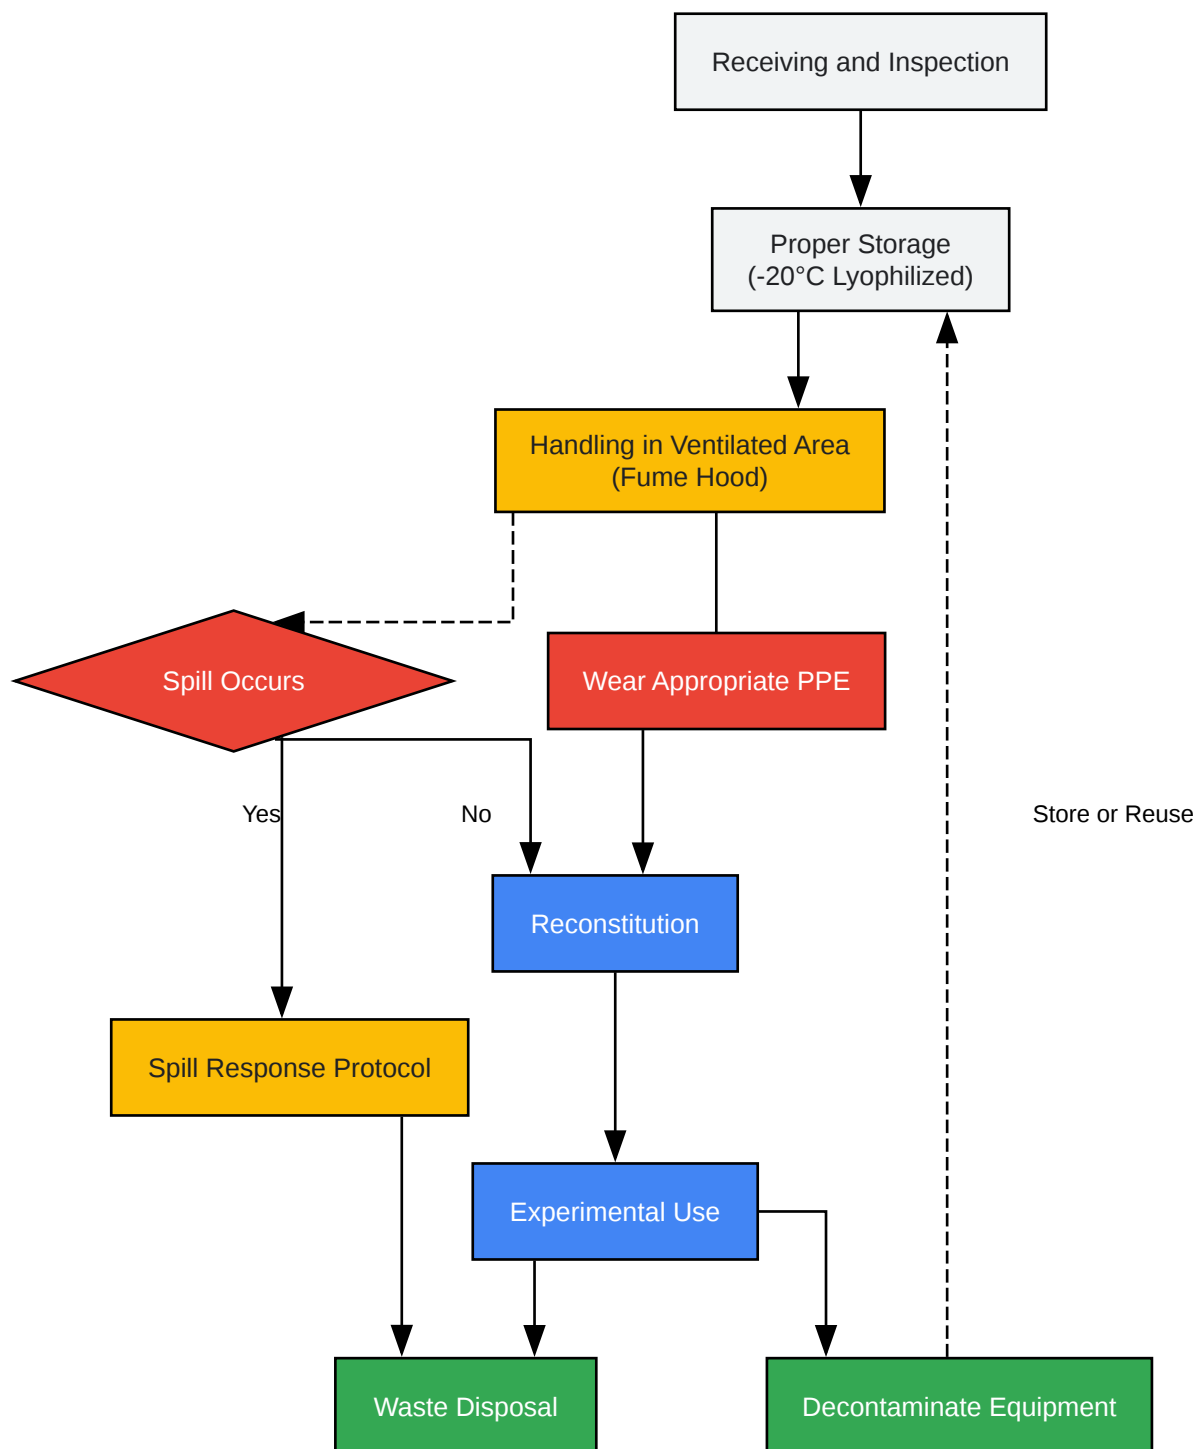 Receiving and Inspection
Proper Storage
(-20°C Lyophilized)
Handling in Ventilated Area
(Fume Hood)
Spill Occurs
Wear Appropriate PPE
Yes
No
Store or Reuse
Reconstitution
Spill Response Protocol
Experimental Use
Waste Disposal
Decontaminate Equipment